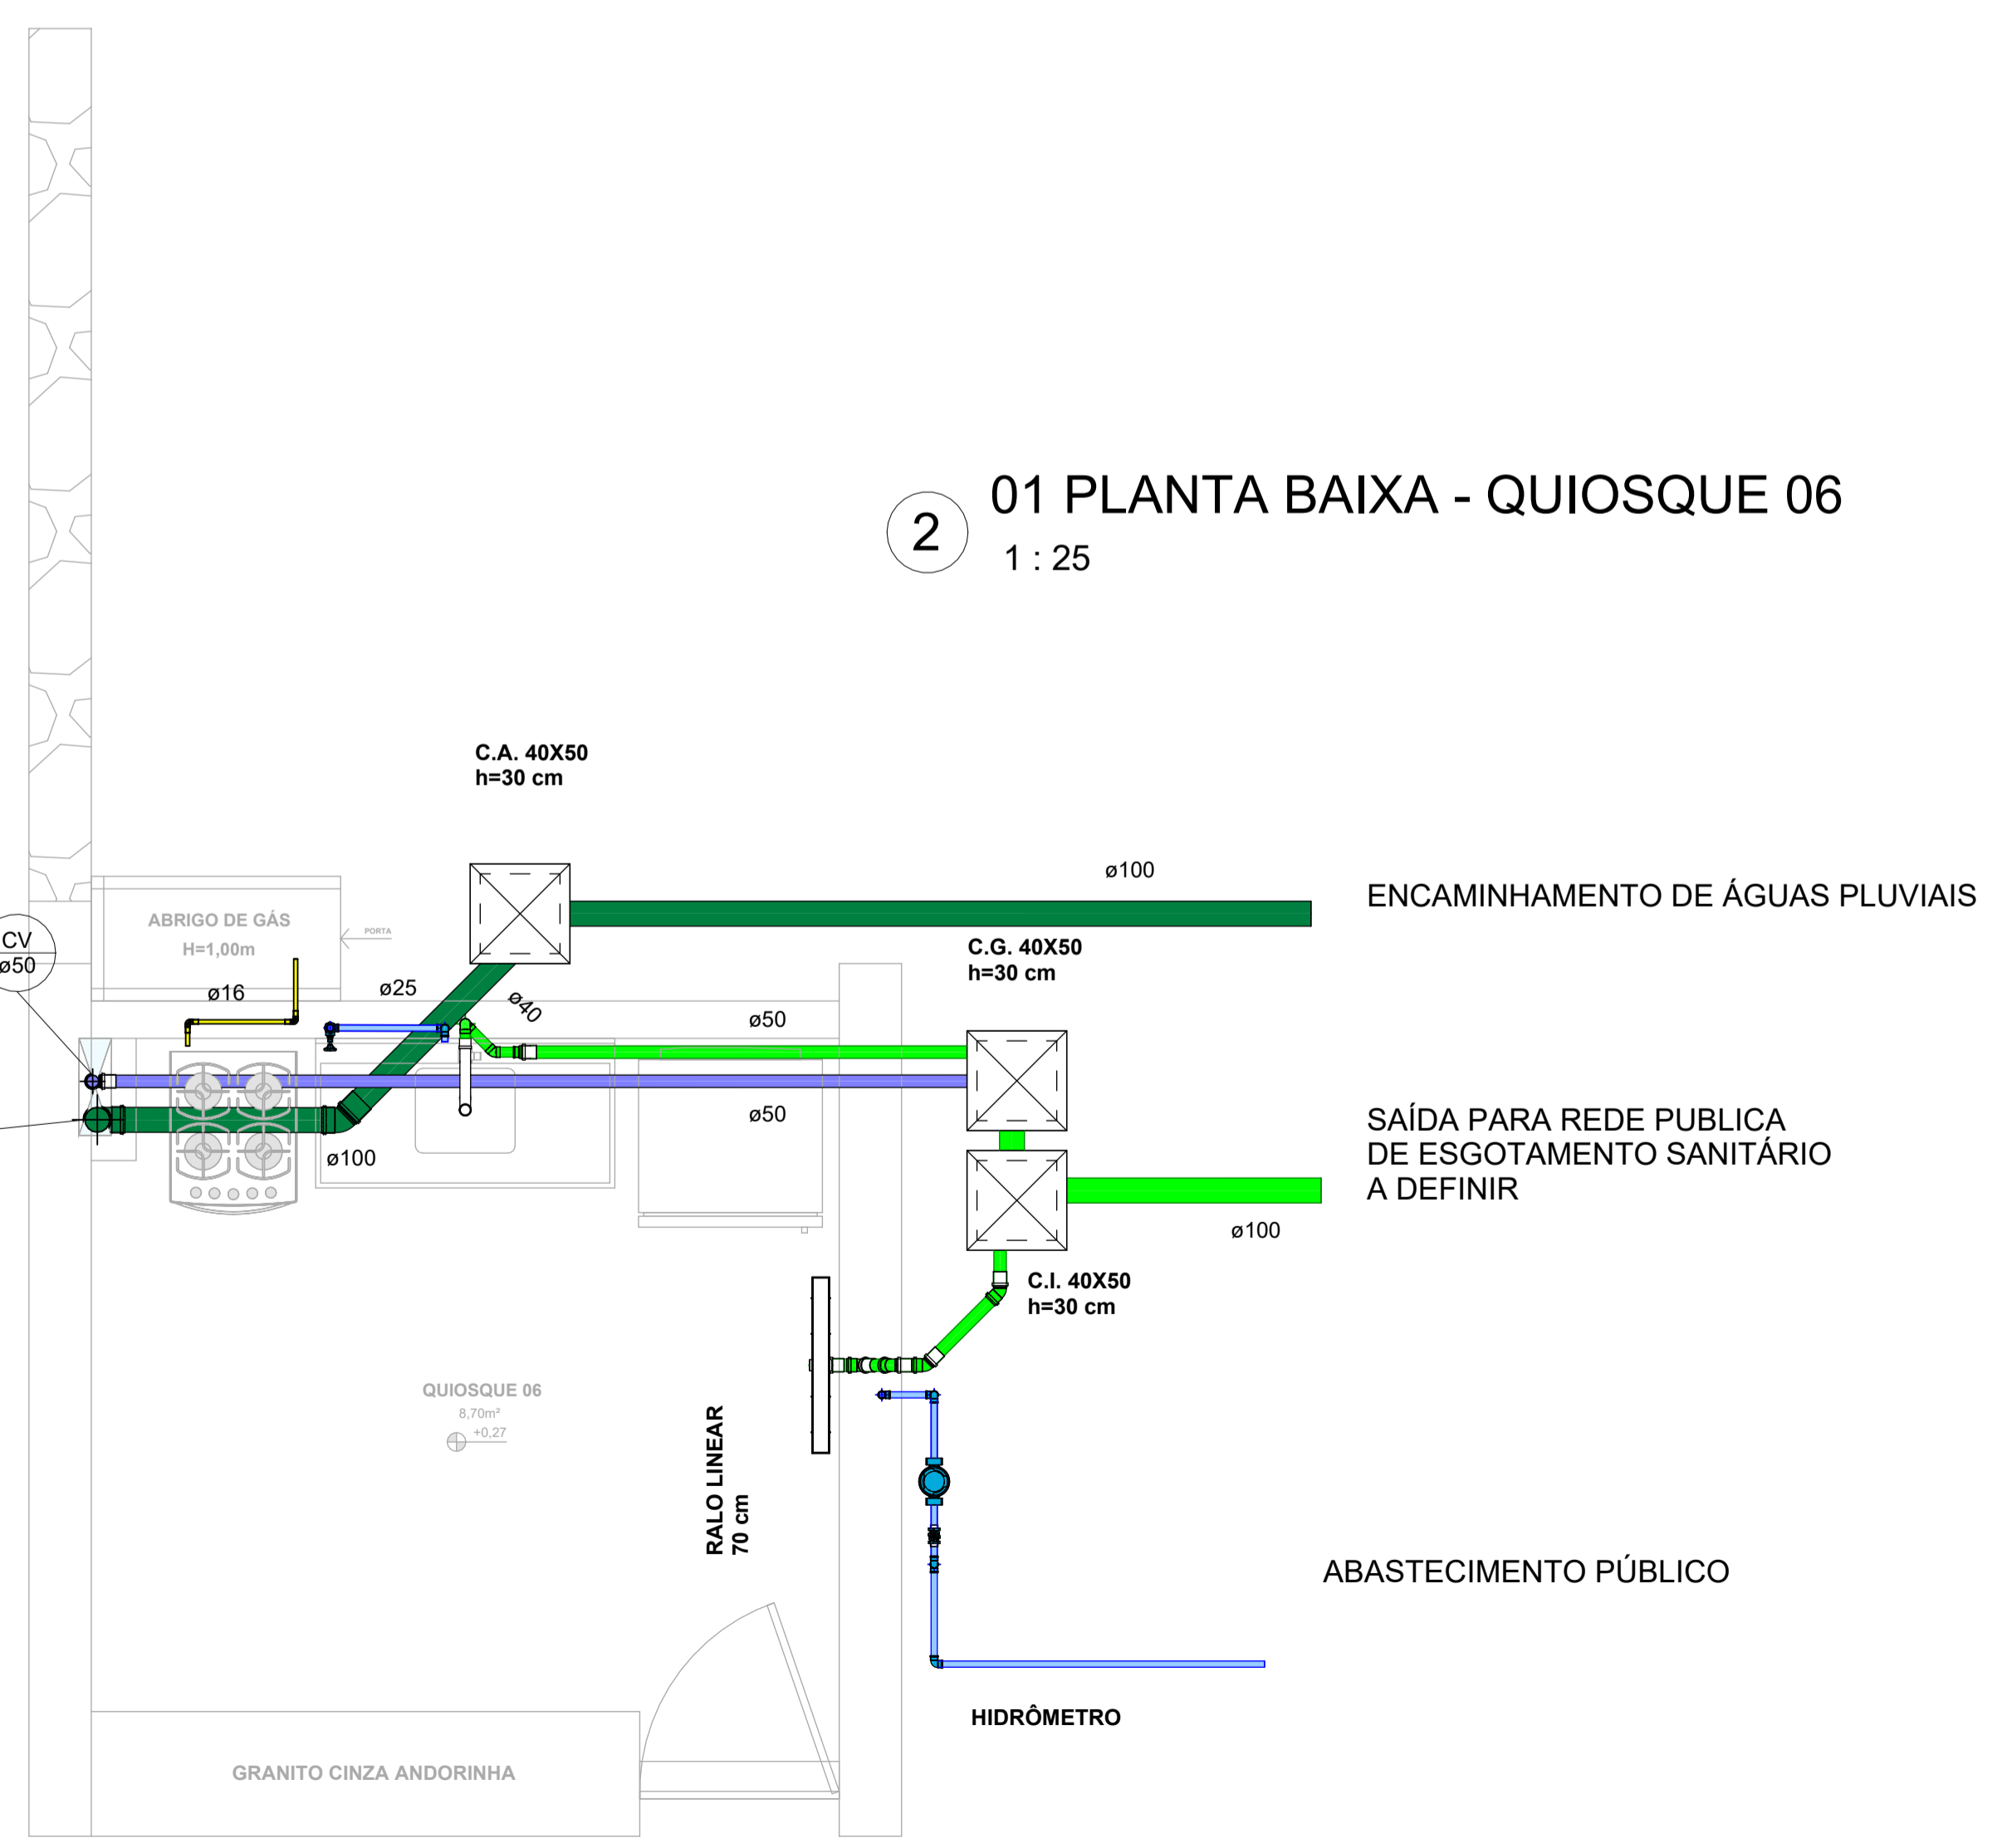 2
01 PLANTA BAIXA - QUIOSQUE 06
1 : 25
C.A. 40X50
h=30 cm
ø100
ENCAMINHAMENTO DE ÁGUAS PLUVIAIS
ABRIGO DE GÁS
H=1,00m
PORTA
CV
ø50
C.G. 40X50
h=30 cm
ø16
ø25
ø40
ø50
ø50
ø100
SAÍDA PARA REDE PUBLICA
DE ESGOTAMENTO SANITÁRIO
A DEFINIR
ø100
C.I. 40X50
h=30 cm
QUIOSQUE 06
8,70m²
+0,27
RALO LINEAR
70 cm
ABASTECIMENTO PÚBLICO
HIDRÔMETRO
GRANITO CINZA ANDORINHA